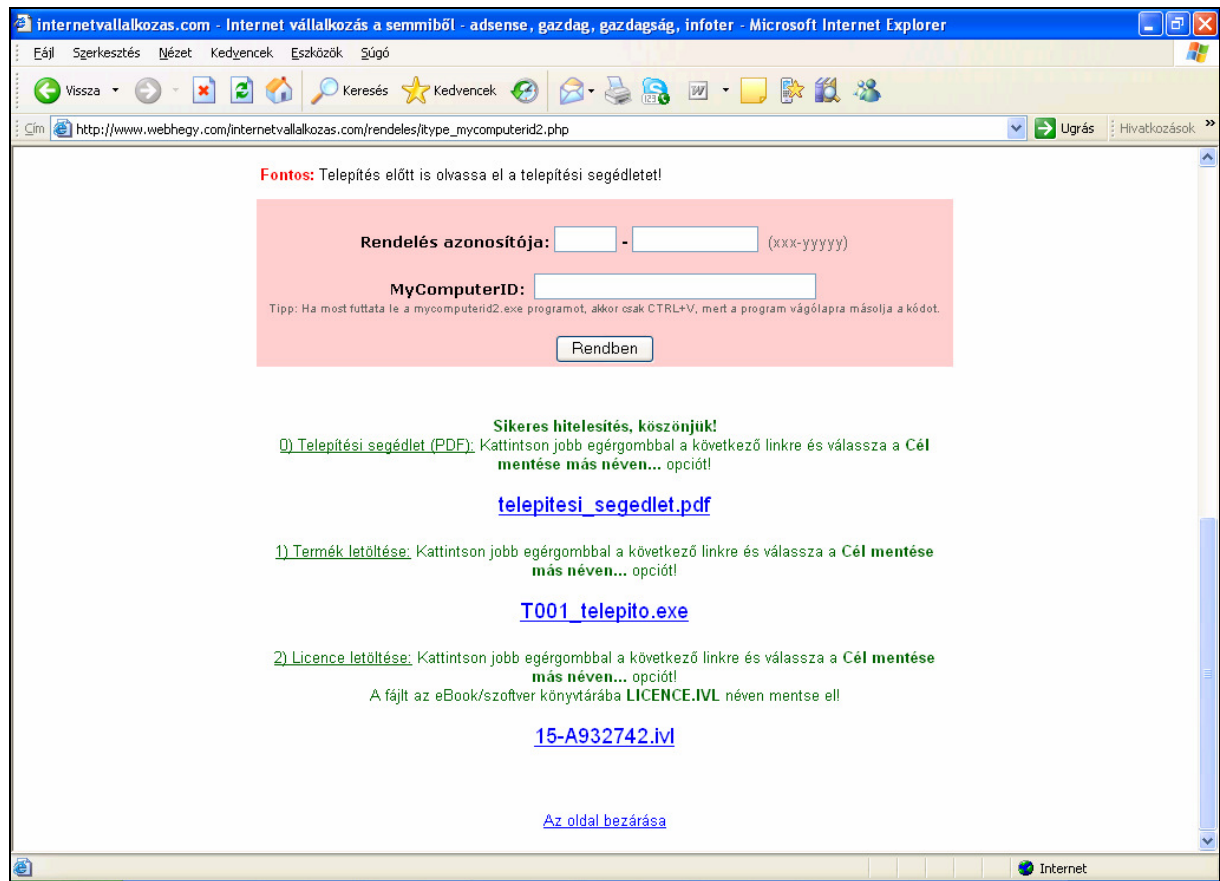 internetvallalkozas.com - Internet vállalkozás a semmiből - adsense, gazdag, gazdagság, infoter - Microsoft Internet Explorer
Fájl Szerkesztés Nézet Kedvencek Eszközök Súgó
Vissza Keresés Kedvencek
Cím http://www.webhegy.com/internetvallalkozas.com/rendeles/itype_mycomputerid2.php Ugrás Hivatkozások »
Fontos: Telepítés előtt is olvassa el a telepítési segédletet!
Rendelés azonosítója: - (xxx-yyyyy)
MyComputerID:
Tipp: Ha most futtata le a mycomputerid2.exe programot, akkor csak CTRL+V, mert a program vágólapra másolja a kódot.
Rendben
Sikeres hitelesítés, köszönjük!
0) Telepítési segédlet (PDF): Kattintson jobb egérgombbal a következő linkre és válassza a Cél
mentése más néven... opciót!
telepitesi_segedlet.pdf
1) Termék letöltése: Kattintson jobb egérgombbal a következő linkre és válassza a Cél mentése
más néven... opciót!
T001_telepito.exe
2) Licence letöltése: Kattintson jobb egérgombbal a következő linkre és válassza a Cél mentése
más néven... opciót!
A fájlt az eBook/szoftver könyvtárába LICENCE.IVL néven mentse el!
15-A932742.ivl
Az oldal bezárása
Internet